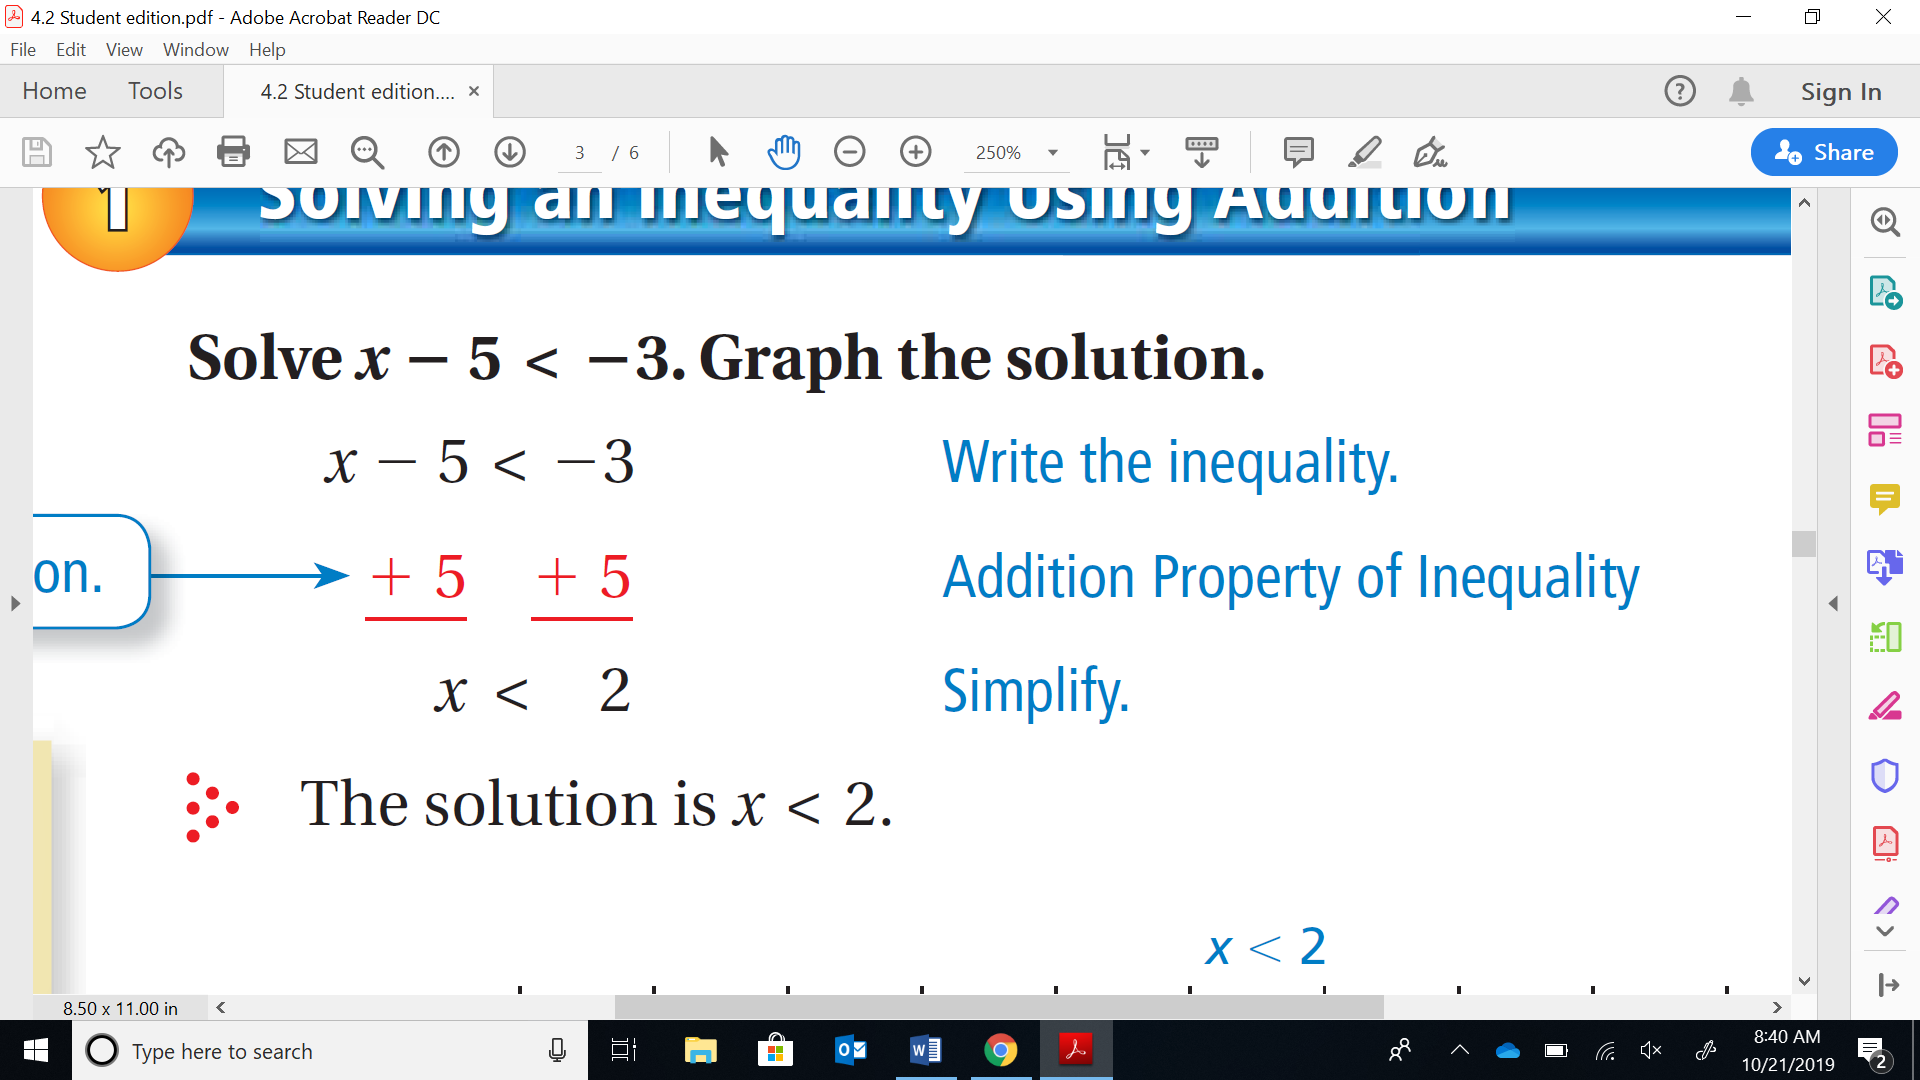 4.2 Student edition.pdf - Adobe Acrobat Reader DC
File Edit View Window Help
Home Tools 4.2 Student edition.... × Sign In
3 / 6 250% Share
1 Solving an Inequality Using Addition
Solve x − 5 < −3. Graph the solution.
x − 5 < −3 Write the inequality.
on. + 5 + 5 Addition Property of Inequality
x < 2 Simplify.
The solution is x < 2.
x < 2
8.50 x 11.00 in
Type here to search
8:40 AM
10/21/2019
2